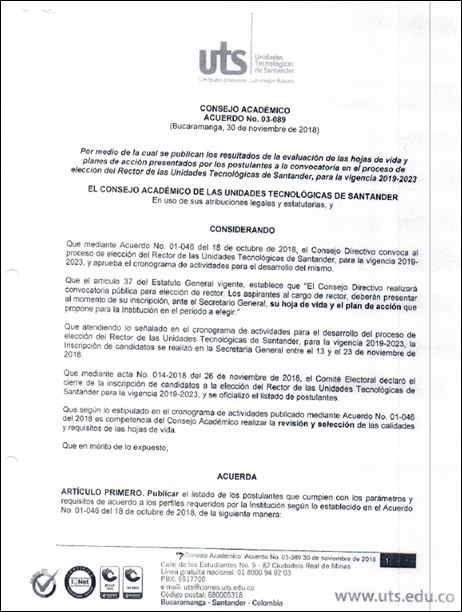 uts
Unidades
Tecnológicas
de Santander
Un buen presente, un mejor futuro
CONSEJO ACADÉMICO
ACUERDO No. 03-089
(Bucaramanga, 30 de noviembre de 2018)
Por medio de la cual se publican los resultados de la evaluación de las hojas de vida y
planes de acción presentados por los postulantes a la convocatoria en el proceso de
elección del Rector de las Unidades Tecnológicas de Santander, para la vigencia 2019-2023
EL CONSEJO ACADÉMICO DE LAS UNIDADES TECNOLÓGICAS DE SANTANDER
En uso de sus atribuciones legales y estatutarias, y
CONSIDERANDO
Que mediante Acuerdo No. 01-046 del 18 de octubre de 2018, el Consejo Directivo convoca al
proceso de elección del Rector de las Unidades Tecnológicas de Santander, para la vigencia 2019-
2023, y aprueba el cronograma de actividades para el desarrollo del mismo.
Que el artículo 37 del Estatuto General vigente, establece que "El Consejo Directivo realizará
convocatoria pública para elección de rector. Los aspirantes al cargo de rector, deberán presentar
al momento de su inscripción, ante el Secretario General, su hoja de vida y el plan de acción que
propone para la Institución en el periodo a elegir."
Que atendiendo lo señalado en el cronograma de actividades para el desarrollo del proceso de
elección del Rector de las Unidades Tecnológicas de Santander, para la vigencia 2019-2023, la
Inscripción de candidatos se realizó en la Secretaria General entre el 13 y el 23 de noviembre de
2018.
Que mediante acta No. 014-2018 del 26 de noviembre de 2018, el Comité Electoral declaró el
cierre de la inscripción de candidatos a la elección del Rector de las Unidades Tecnológicas de
Santander para la vigencia 2019-2023, y se oficializó el listado de postulantes.
Que según lo estipulado en el cronograma de actividades publicado mediante Acuerdo No. 01-046
del 2018 es competencia del Consejo Académico realizar la revisión y selección de las calidades
y requisitos de las hojas de vida.
Que en mérito de lo expuesto,
ACUERDA
ARTÍCULO PRIMERO. Publicar el listado de los postulantes que cumplen con los parámetros y
requisitos de acuerdo a los perfiles requeridos por la Institución según lo establecido en el Acuerdo
No. 01-046 del 18 de octubre de 2018, de la siguiente manera:
Consejo Académico Acuerdo No. 03-089 30 de noviembre de 2018 1
Calle de los Estudiantes No. 9 - 82 Ciudadela Real de Minas
Línea gratuita nacional: 01 8000 94 02 03
PBX: 6917700
e mail: uts@correo.uts.edu.co
Código postal: 680005318
Bucaramanga - Santander - Colombia
www.uts.edu.co
IQNet